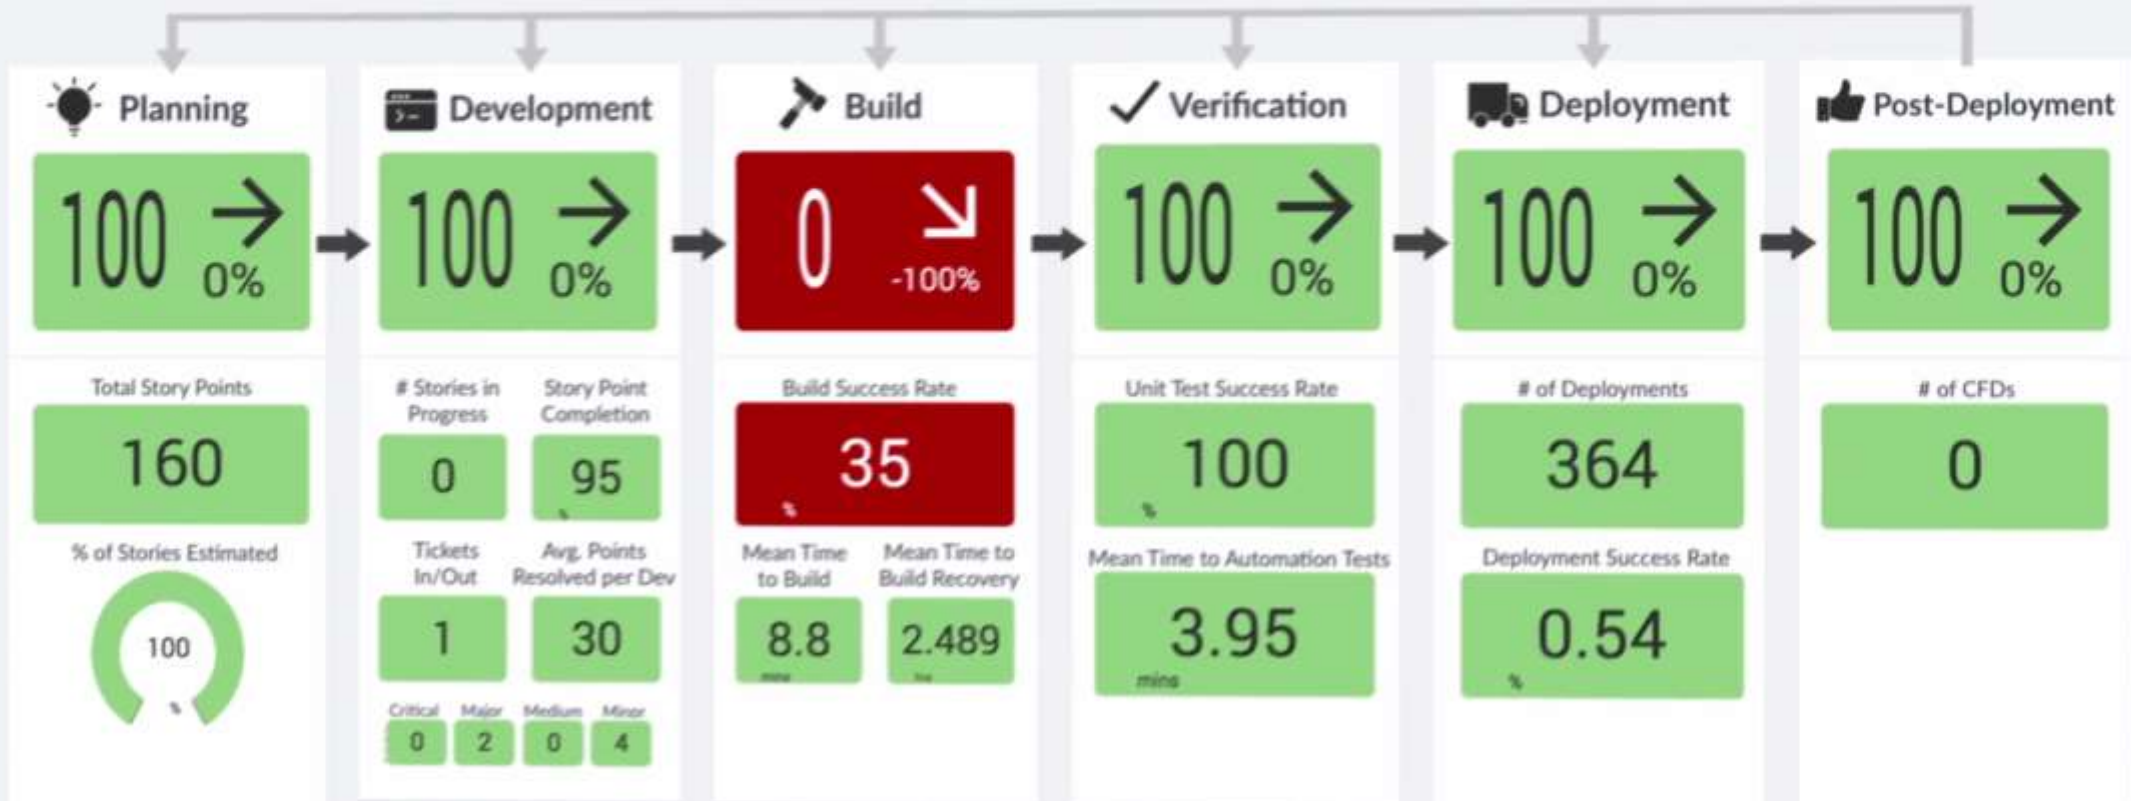 Planning
100
0%
Total Story Points
160
% of Stories Estimated
100
%
Development
100
0%
# Stories in
Progress
0
Story Point
Completion
95
%
Tickets
In/Out
1
Avg. Points
Resolved per Dev
30
Critical
0
Major
2
Medium
0
Minor
4
Build
0
-100%
Build Success Rate
35
%
Mean Time
to Build
8.8
mins
Mean Time to
Build Recovery
2.489
Verification
100
0%
Unit Test Success Rate
100
%
Mean Time to Automation Tests
3.95
mins
Deployment
100
0%
# of Deployments
364
Deployment Success Rate
0.54
%
Post-Deployment
100
0%
# of CFDs
0